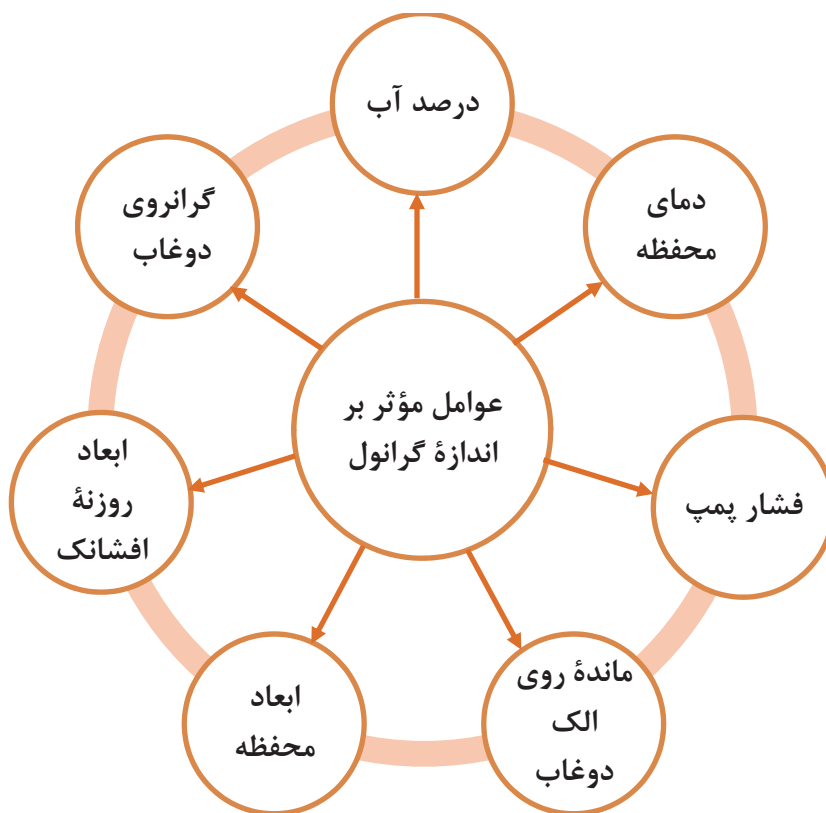 عوامل مؤثر بر
اندازهٔ گرانول
درصد آب
دمای
محفظه
فشار پمپ
ماندهٔ روی
الک
دوغاب
ابعاد
محفظه
ابعاد
روزنهٔ
افشانک
گرانروی
دوغاب